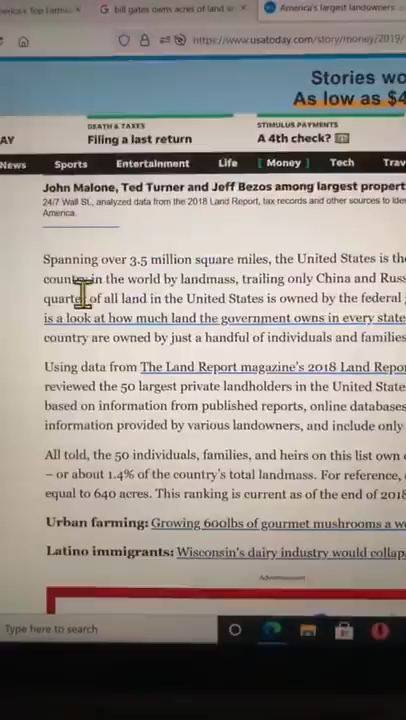 erica's Top Farmla
bill gates owns acres of land
America's largest landowners
https://www.usatoday.com/story/money/2019/
Stories wo
As low as $4
DEATH & TAXES
Filing a last return
STIMULUS PAYMENTS
A 4th check?
AY
News Sports Entertainment Life [ Money ] Tech Trav
John Malone, Ted Turner and Jeff Bezos among largest propert
24/7 Wall St., analyzed data from the 2018 Land Report, tax records and other sources to iden
America.
Spanning over 3.5 million square miles, the United States is the
country in the world by landmass, trailing only China and Russ
quarter of all land in the United States is owned by the federal
is a look at how much land the government owns in every state
country are owned by just a handful of individuals and families
Using data from The Land Report magazine's 2018 Land Repo
reviewed the 50 largest private landholders in the United State
based on information from published reports, online databases
information provided by various landowners, and include only
All told, the 50 individuals, families, and heirs on this list own
– or about 1.4% of the country's total landmass. For reference,
equal to 640 acres. This ranking is current as of the end of 2018
Urban farming: Growing 600lbs of gourmet mushrooms a w
Latino immigrants: Wisconsin's dairy industry would collap
Advertisement
Type here to search